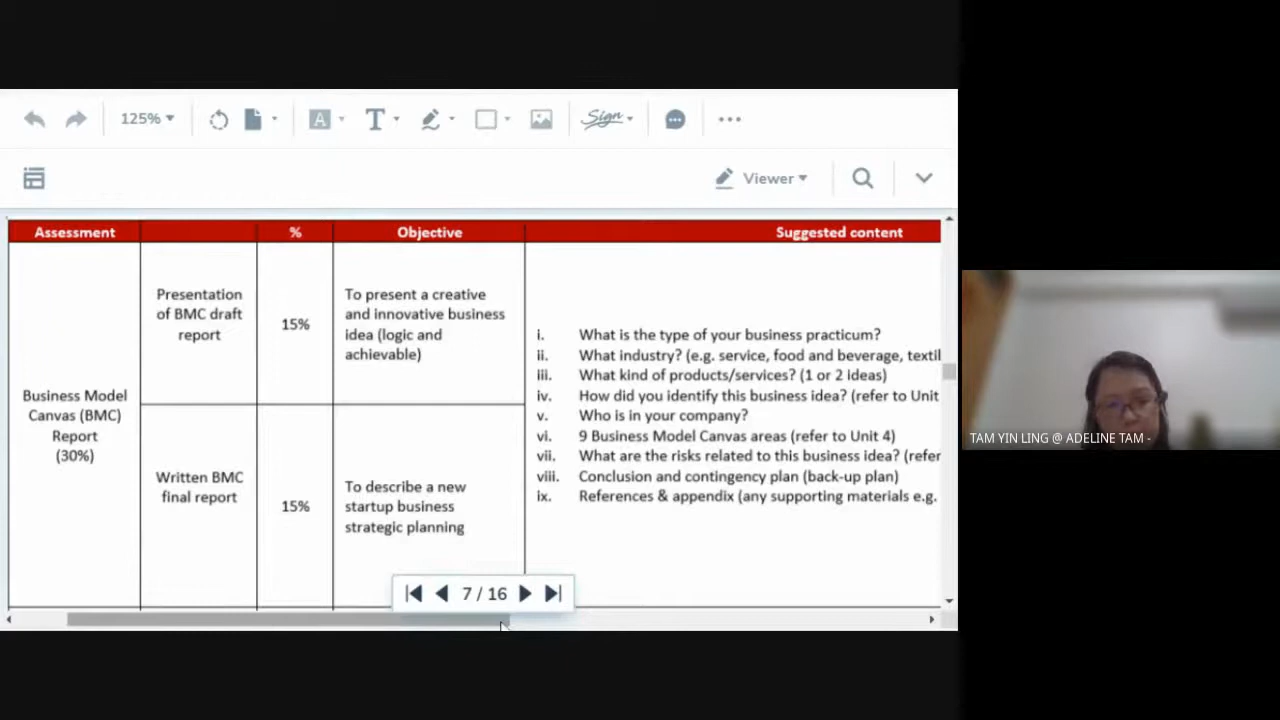 125%
A
T
Sign
Viewer
Assessment % Objective Suggested content
Business Model
Canvas (BMC)
Report
(30%)
Presentation
of BMC draft
report
15%
To present a creative
and innovative business
idea (logic and
achievable)
Written BMC
final report
15%
To describe a new
startup business
strategic planning
i. What is the type of your business practicum?
ii. What industry? (e.g. service, food and beverage, textil
iii. What kind of products/services? (1 or 2 ideas)
iv. How did you identify this business idea? (refer to Unit
v. Who is in your company?
vi. 9 Business Model Canvas areas (refer to Unit 4)
vii. What are the risks related to this business idea? (refer
viii. Conclusion and contingency plan (back-up plan)
ix. References & appendix (any supporting materials e.g.
7 / 16
TAM YIN LING @ ADELINE TAM -